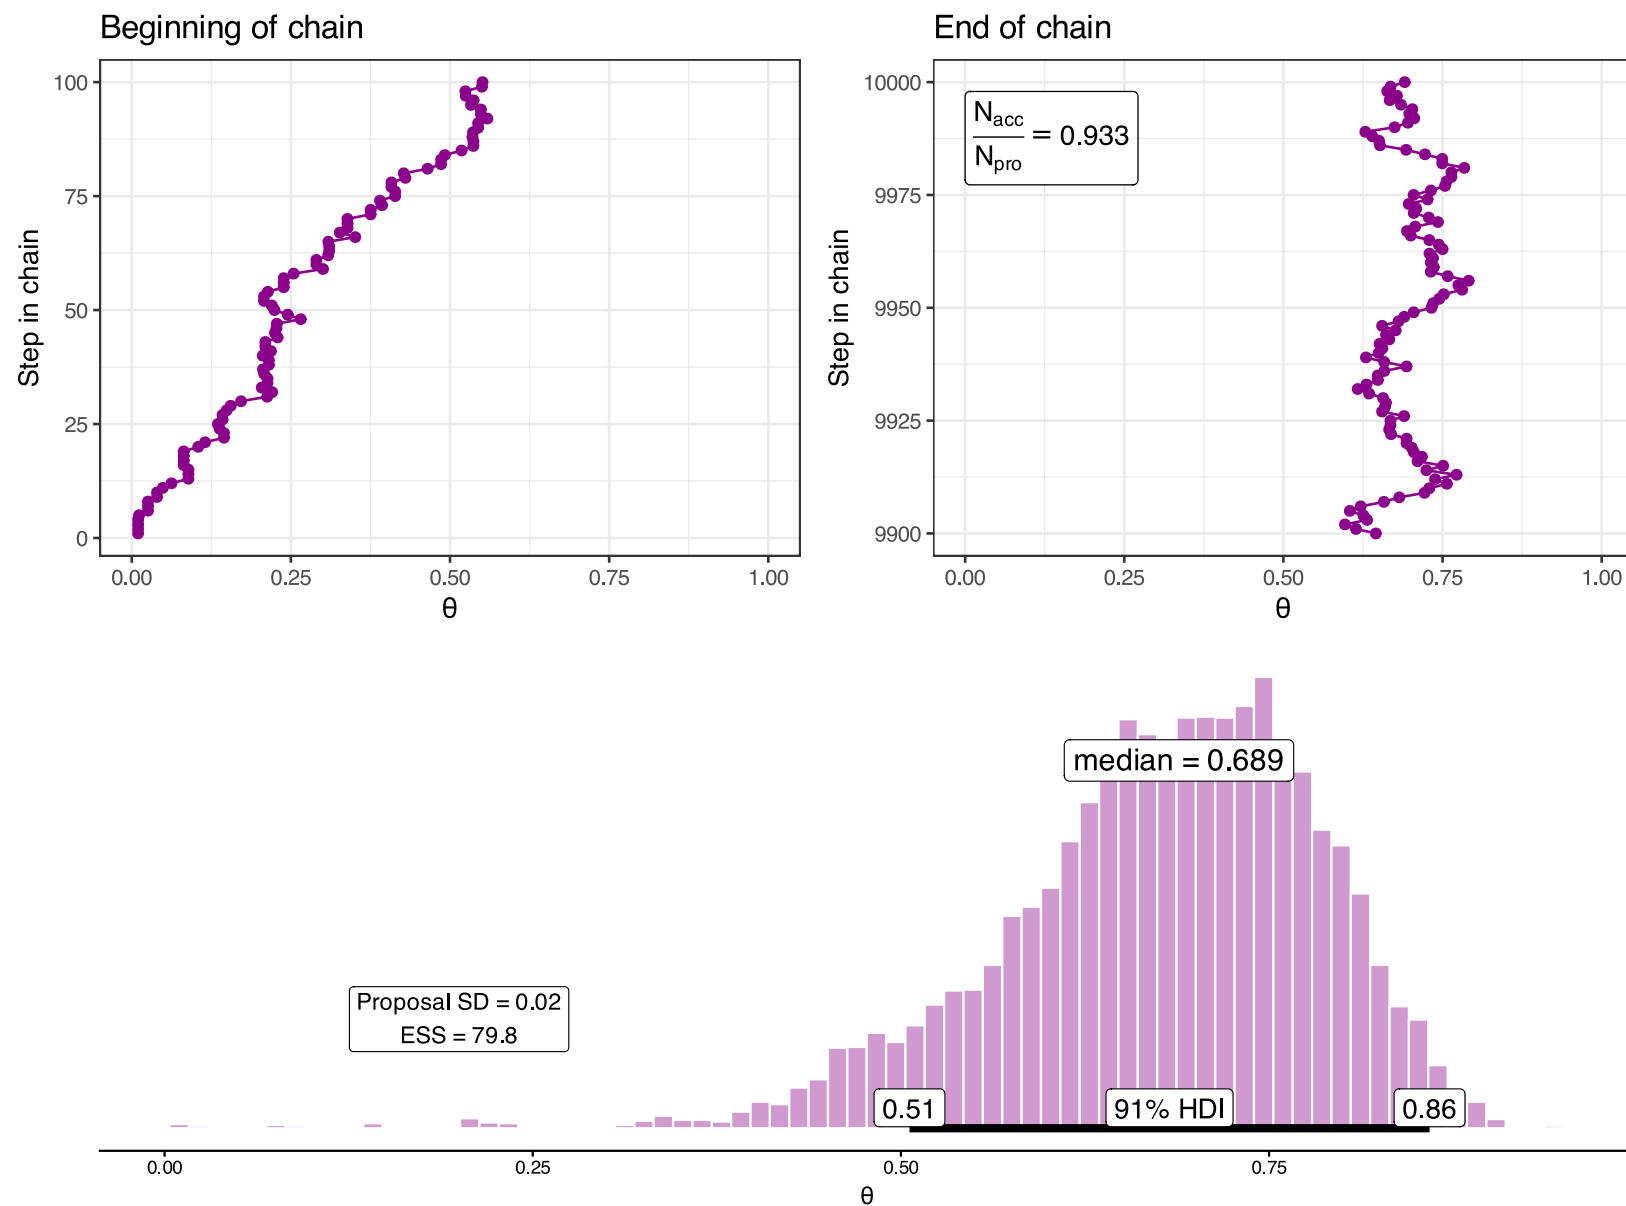 Beginning of chain
100
75
50
25
0
Step in chain
0.00 0.25 0.50 0.75 1.00
θ
End of chain
10000
9975
9950
9925
9900
Step in chain
Nacc
Npro
= 0.933
0.00 0.25 0.50 0.75 1.00
θ
median = 0.689
Proposal SD = 0.02
ESS = 79.8
0.51 91% HDI 0.86
0.00 0.25 0.50 0.75
θ